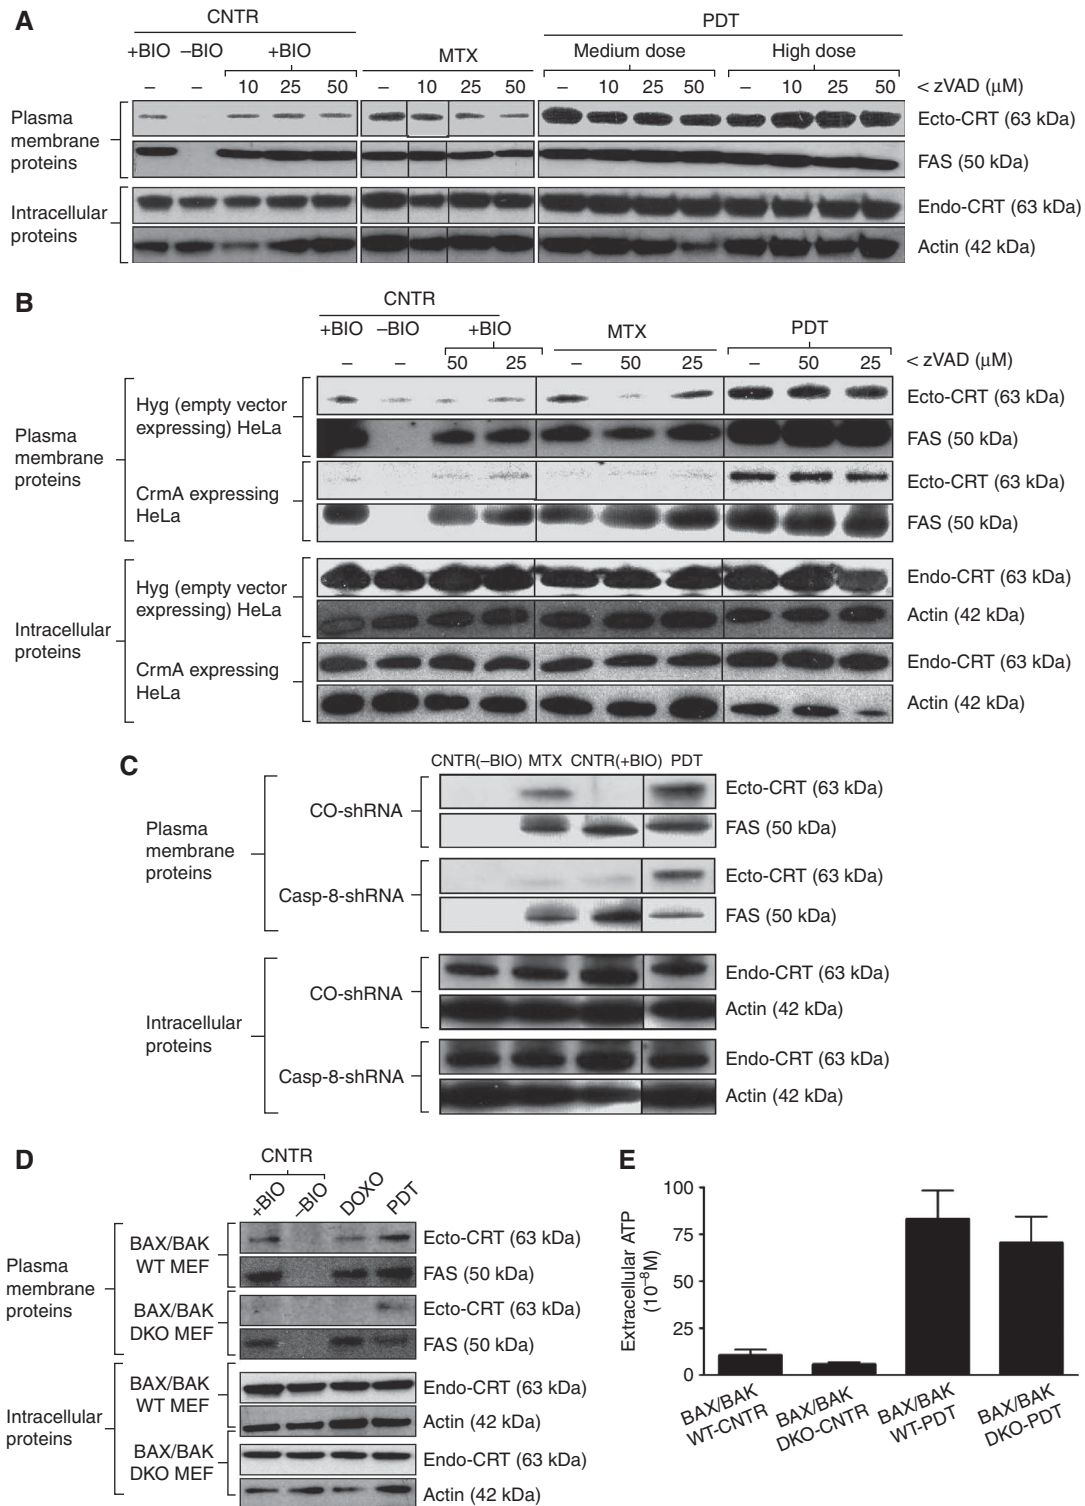 A
CNTR
PDT
+BIO –BIO +BIO
MTX
Medium dose High dose
– – 10 25 50 – 10 25 50 – 10 25 50 – 10 25 50 < zVAD (μM)
Plasma
membrane
proteins
Ecto-CRT (63 kDa)
FAS (50 kDa)
Intracellular
proteins
Endo-CRT (63 kDa)
Actin (42 kDa)
B
CNTR
+BIO –BIO +BIO
MTX
PDT
– – 50 25 – 50 25 – 50 25 < zVAD (μM)
Plasma
membrane
proteins
Hyg (empty vector
expressing) HeLa
Ecto-CRT (63 kDa)
FAS (50 kDa)
CrmA expressing
HeLa
Ecto-CRT (63 kDa)
FAS (50 kDa)
Intracellular
proteins
Hyg (empty vector
expressing) HeLa
Endo-CRT (63 kDa)
Actin (42 kDa)
CrmA expressing
HeLa
Endo-CRT (63 kDa)
Actin (42 kDa)
C
CNTR(–BIO) MTX CNTR(+BIO) PDT
Plasma
membrane
proteins
CO-shRNA
Ecto-CRT (63 kDa)
FAS (50 kDa)
Casp-8-shRNA
Ecto-CRT (63 kDa)
FAS (50 kDa)
Intracellular
proteins
CO-shRNA
Endo-CRT (63 kDa)
Actin (42 kDa)
Casp-8-shRNA
Endo-CRT (63 kDa)
Actin (42 kDa)
D
CNTR
+BIO –BIO DOXO PDT
Plasma
membrane
proteins
BAX/BAK
WT MEF
Ecto-CRT (63 kDa)
FAS (50 kDa)
BAX/BAK
DKO MEF
Ecto-CRT (63 kDa)
FAS (50 kDa)
Intracellular
proteins
BAX/BAK
WT MEF
Endo-CRT (63 kDa)
Actin (42 kDa)
BAX/BAK
DKO MEF
Endo-CRT (63 kDa)
Actin (42 kDa)
E
Extracellular ATP
(10⁻⁸M)
100
75
50
25
0
BAX/BAK
WT-CNTR
BAX/BAK
DKO-CNTR
BAX/BAK
WT-PDT
BAX/BAK
DKO-PDT